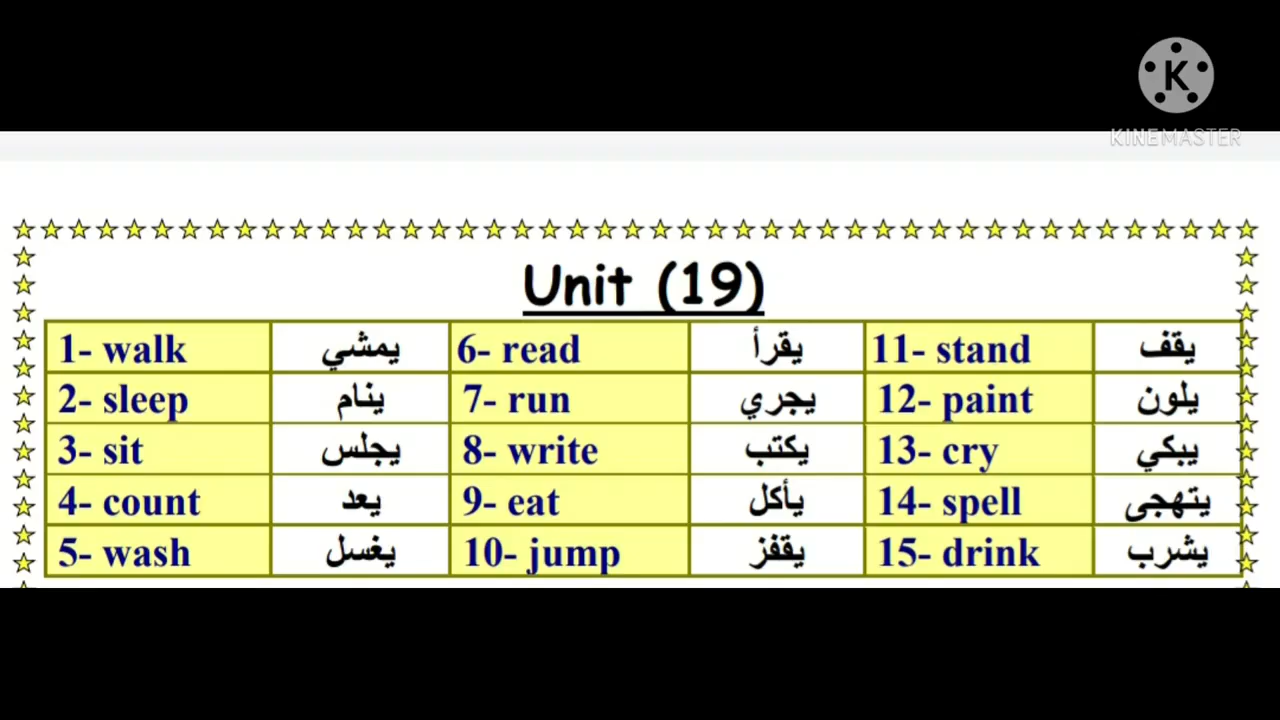 K
KINEMASTER
Unit (19)
1- walk يمشي 6- read يقرأ 11- stand يقف
2- sleep ينام 7- run يجري 12- paint يلون
3- sit يجلس 8- write يكتب 13- cry يبكي
4- count يعد 9- eat يأكل 14- spell يتهجى
5- wash يغسل 10- jump يقفز 15- drink يشرب